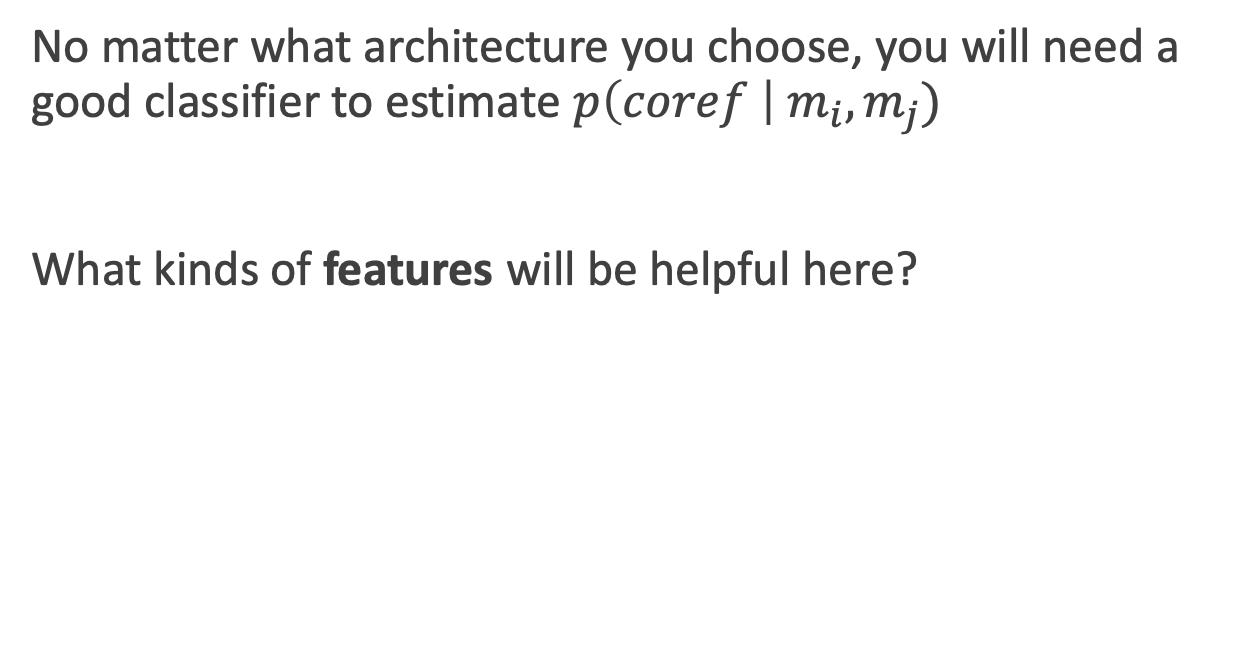 No matter what architecture you choose, you will need a
good classifier to estimate p(coref | mᵢ, mⱼ)
What kinds of features will be helpful here?